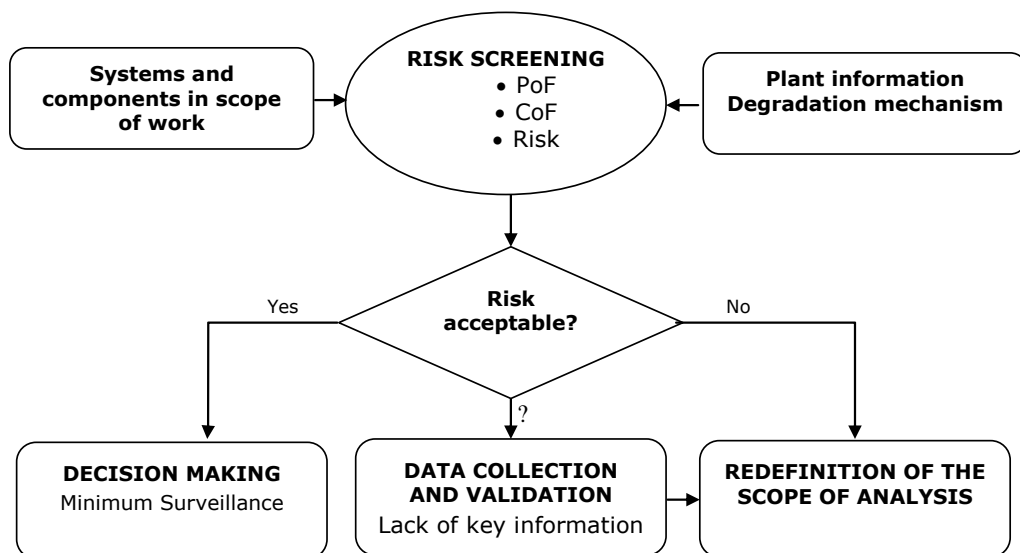 Systems and
components in scope
of work
RISK SCREENING
• PoF
• CoF
• Risk
Plant information
Degradation mechanism
Risk
acceptable?
Yes
No
?
DECISION MAKING
Minimum Surveillance
DATA COLLECTION
AND VALIDATION
Lack of key information
REDEFINITION OF THE
SCOPE OF ANALYSIS